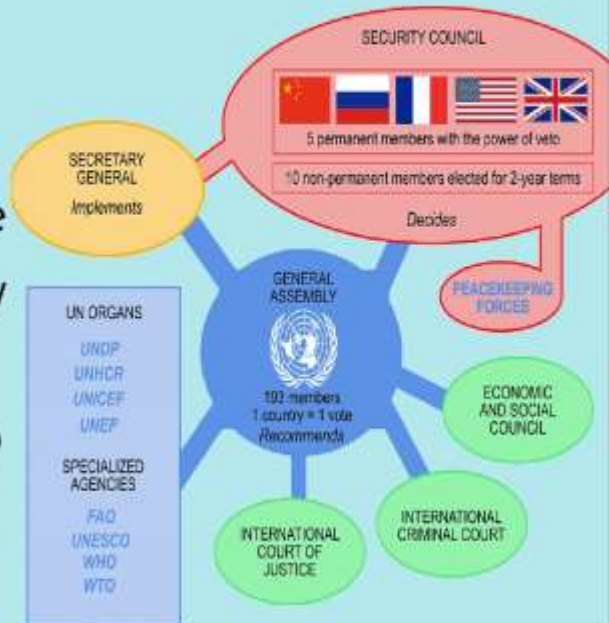 SECURITY COUNCIL
5 permanent members with the power of veto
10 non-permanent members elected for 2-year terms
Decides
SECRETARY
GENERAL
Implements
PEACEKEEPING
FORCES
GENERAL
ASSEMBLY
193 members
1 country = 1 vote
Recommends
UN ORGANS
UNDP
UNHCR
UNICEF
UNEP
SPECIALIZED
AGENCIES
FAO
UNESCO
WHO
WTO
ECONOMIC
AND SOCIAL
COUNCIL
INTERNATIONAL
CRIMINAL COURT
INTERNATIONAL
COURT OF
JUSTICE